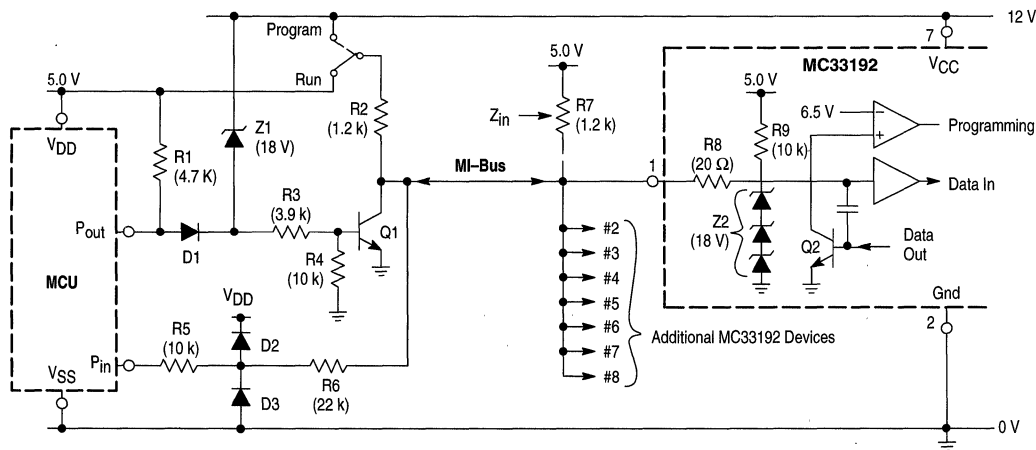 12 V
Program
7
MC33192
VCC
5.0 V
Run
5.0 V
5.0 V
R2
(1.2 k)
Zin
R7
(1.2 k)
6.5 V
−
+
Programming
VDD
Z1
(18 V)
R1
(4.7 K)
R9
(10 k)
MI–Bus
1
R8
(20 Ω)
Data In
R3
(3.9 k)
Pout
D1
Q1
#2
Z2
(18 V)
Q2
Data
Out
#3
R4
(10 k)
MCU
#4
#5
VDD
Gnd
#6
Additional MC33192 Devices
R5
(10 k)
D2
#7
2
Pin
#8
VSS
R6
(22 k)
D3
0 V